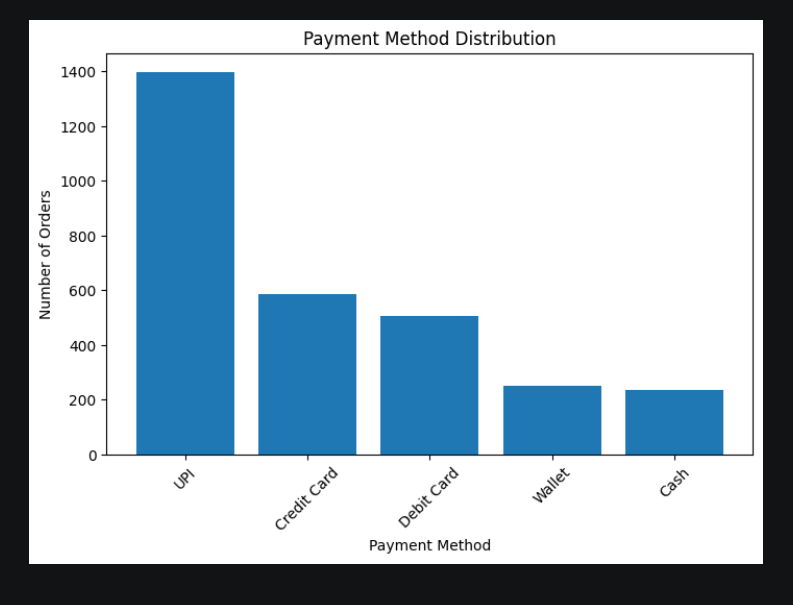 Payment Method Distribution
Number of Orders
1400
1200
1000
800
600
400
200
0
UPI
Credit Card
Debit Card
Wallet
Cash
Payment Method